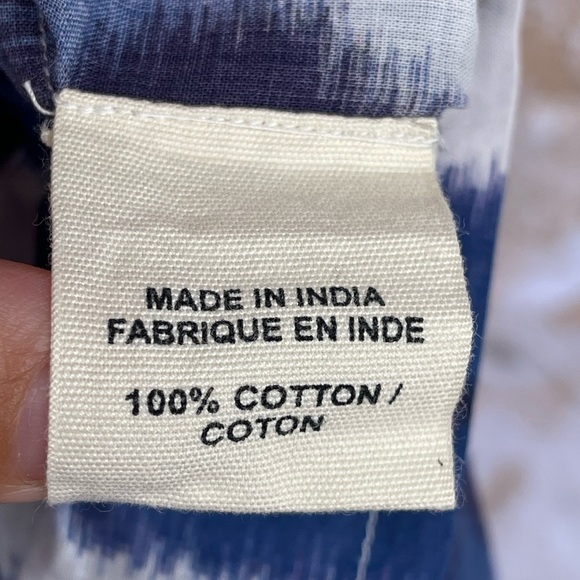 MADE IN INDIA
FABRIQUE EN INDE
100% COTTON /
COTON